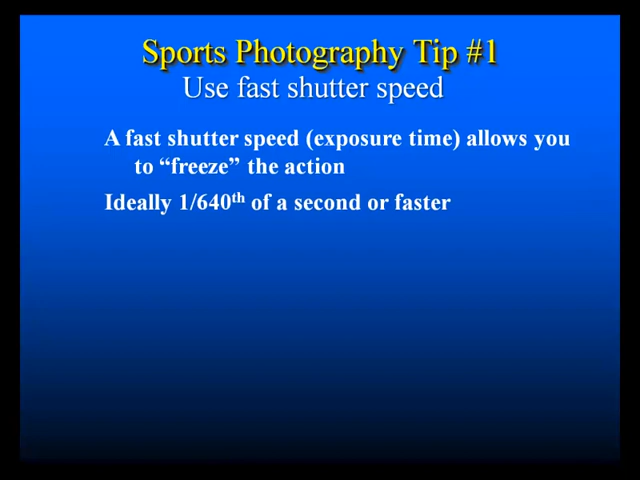 Sports Photography Tip #1
Use fast shutter speed
A fast shutter speed (exposure time) allows you
to “freeze” the action
Ideally 1/640th of a second or faster